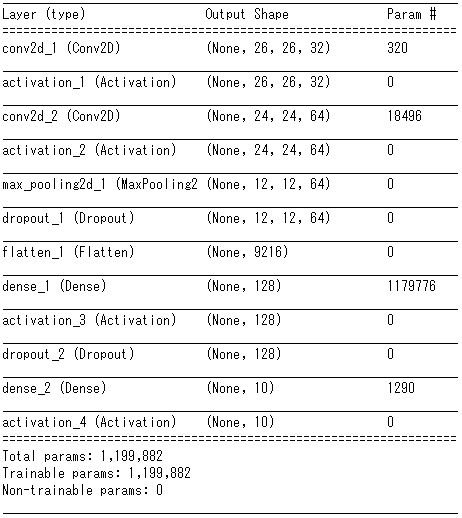 Layer (type) Output Shape Param #
conv2d_1 (Conv2D) (None, 26, 26, 32) 320
activation_1 (Activation) (None, 26, 26, 32) 0
conv2d_2 (Conv2D) (None, 24, 24, 64) 18496
activation_2 (Activation) (None, 24, 24, 64) 0
max_pooling2d_1 (MaxPooling2 (None, 12, 12, 64) 0
dropout_1 (Dropout) (None, 12, 12, 64) 0
flatten_1 (Flatten) (None, 9216) 0
dense_1 (Dense) (None, 128) 1179776
activation_3 (Activation) (None, 128) 0
dropout_2 (Dropout) (None, 128) 0
dense_2 (Dense) (None, 10) 1290
activation_4 (Activation) (None, 10) 0
Total params: 1,199,882
Trainable params: 1,199,882
Non-trainable params: 0